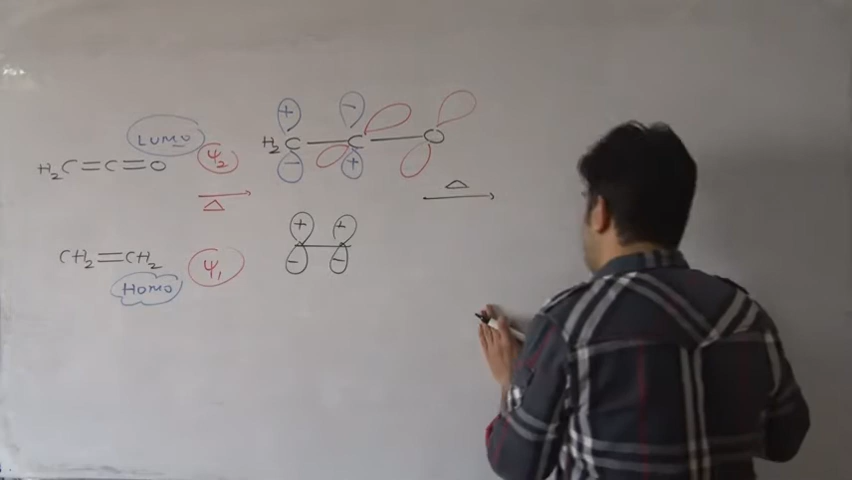 LUMO
H₂C=C=O
Ψ₂
△
+ −
H₂C—C—O
− +
△
CH₂=CH₂
HOMO
Ψ₁
+ +
− −